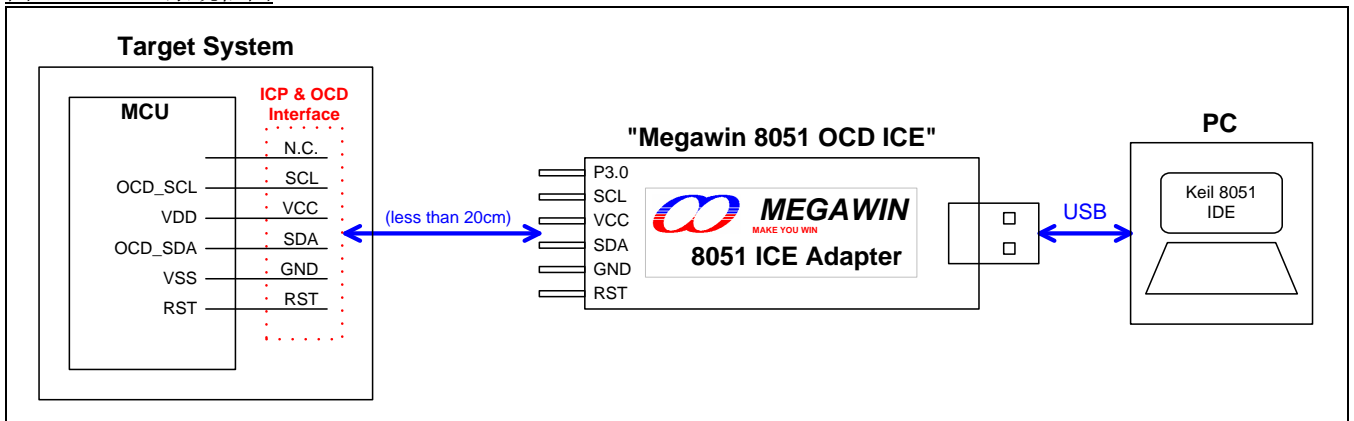 Target System
MCU
ICP & OCD
Interface
N.C.
OCD_SCL
SCL
VDD
VCC
OCD_SDA
SDA
VSS
GND
RST
RST
(less than 20cm)
"Megawin 8051 OCD ICE"
P3.0
SCL
VCC
SDA
GND
RST
MEGAWIN
MAKE YOU WIN
8051 ICE Adapter
USB
PC
Keil 8051
IDE